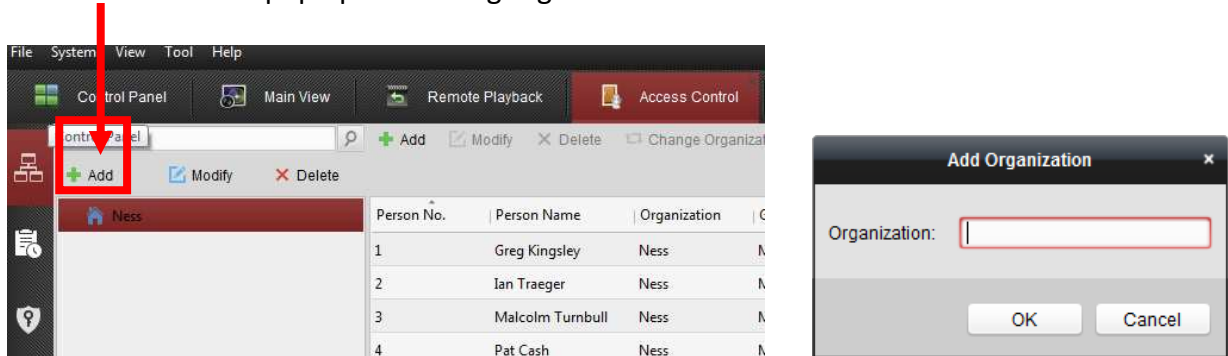 File System View Tool Help
Control Panel Main View Remote Playback Access Control
Add Modify Delete Change
Add Modify Delete
Ness
Person No. Person Name Organization
1 Greg Kingsley Ness
2 Ian Traeger Ness
3 Malcolm Turnbull Ness
4 Pat Cash Ness
Add Organization
Organization:
OK Cancel